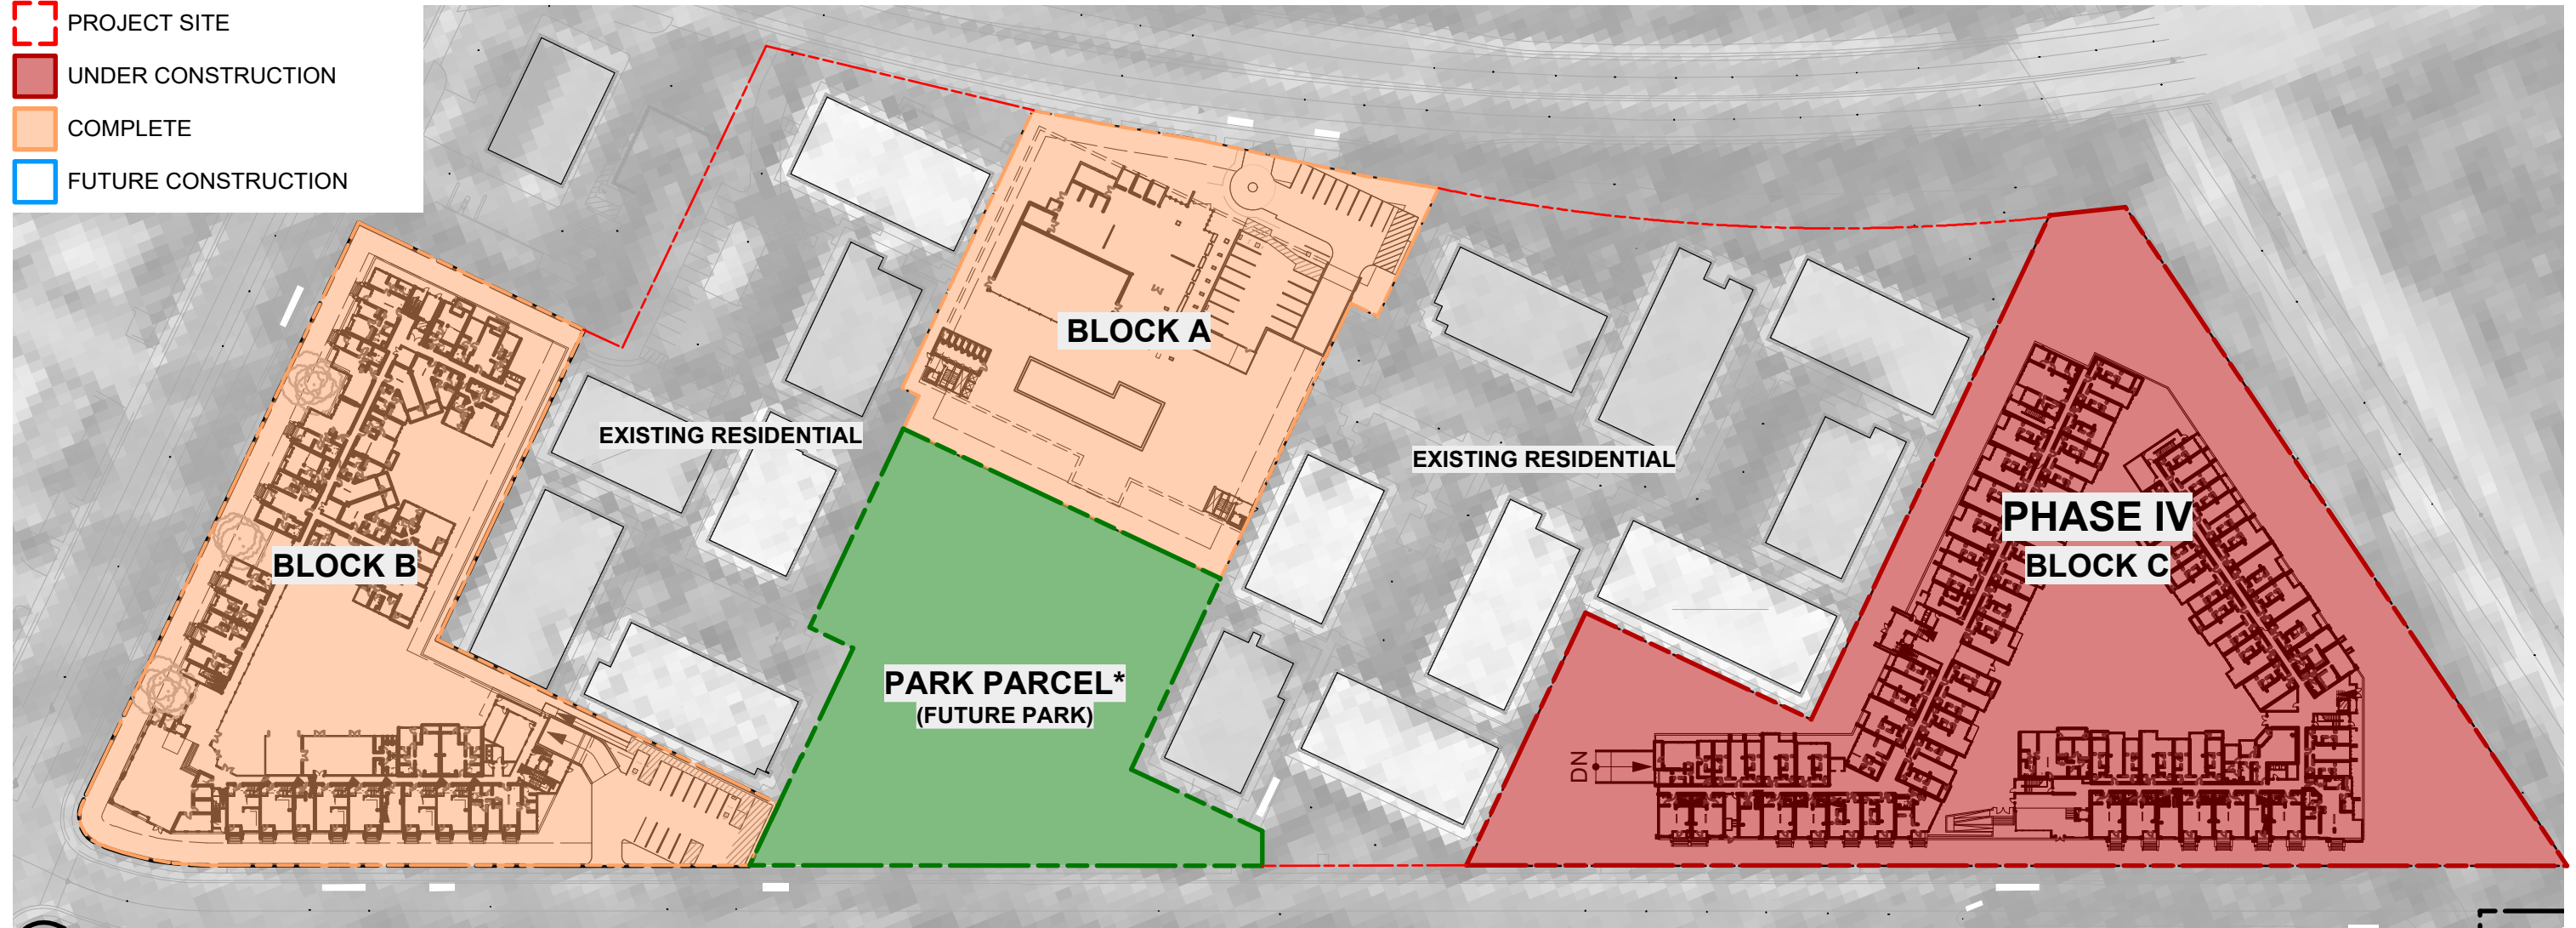 PROJECT SITE
UNDER CONSTRUCTION
COMPLETE
FUTURE CONSTRUCTION
BLOCK A
EXISTING RESIDENTIAL
EXISTING RESIDENTIAL
PHASE IV
BLOCK C
BLOCK B
PARK PARCEL*
(FUTURE PARK)
DN
M